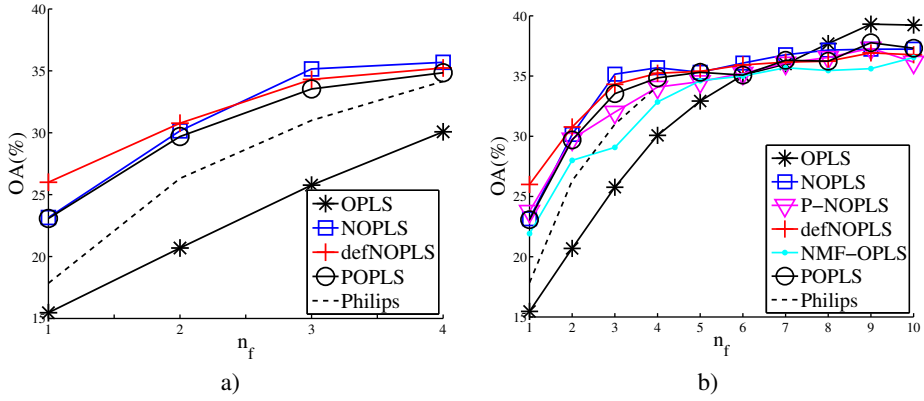 40
35
30
25
20
15
OA(%)
1
2
3
4
n_f
OPLS
NOPLS
defNOPLS
POPLS
Philips
a)
40
35
30
25
20
15
OA(%)
1
2
3
4
5
6
7
8
9
10
n_f
OPLS
NOPLS
P-NOPLS
defNOPLS
NMF-OPLS
POPLS
Philips
b)